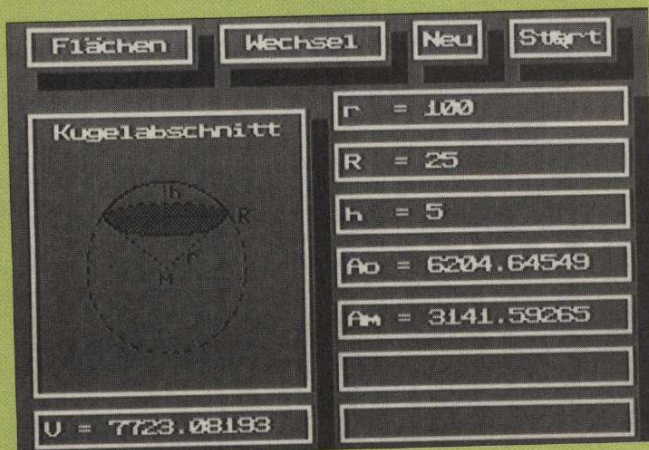 Flächen Wechsel Neu Start
Kugelabschnitt
h
R
r
M
r = 100
R = 25
h = 5
Ao = 6204.64549
Am = 3141.59265
V = 7723.08193